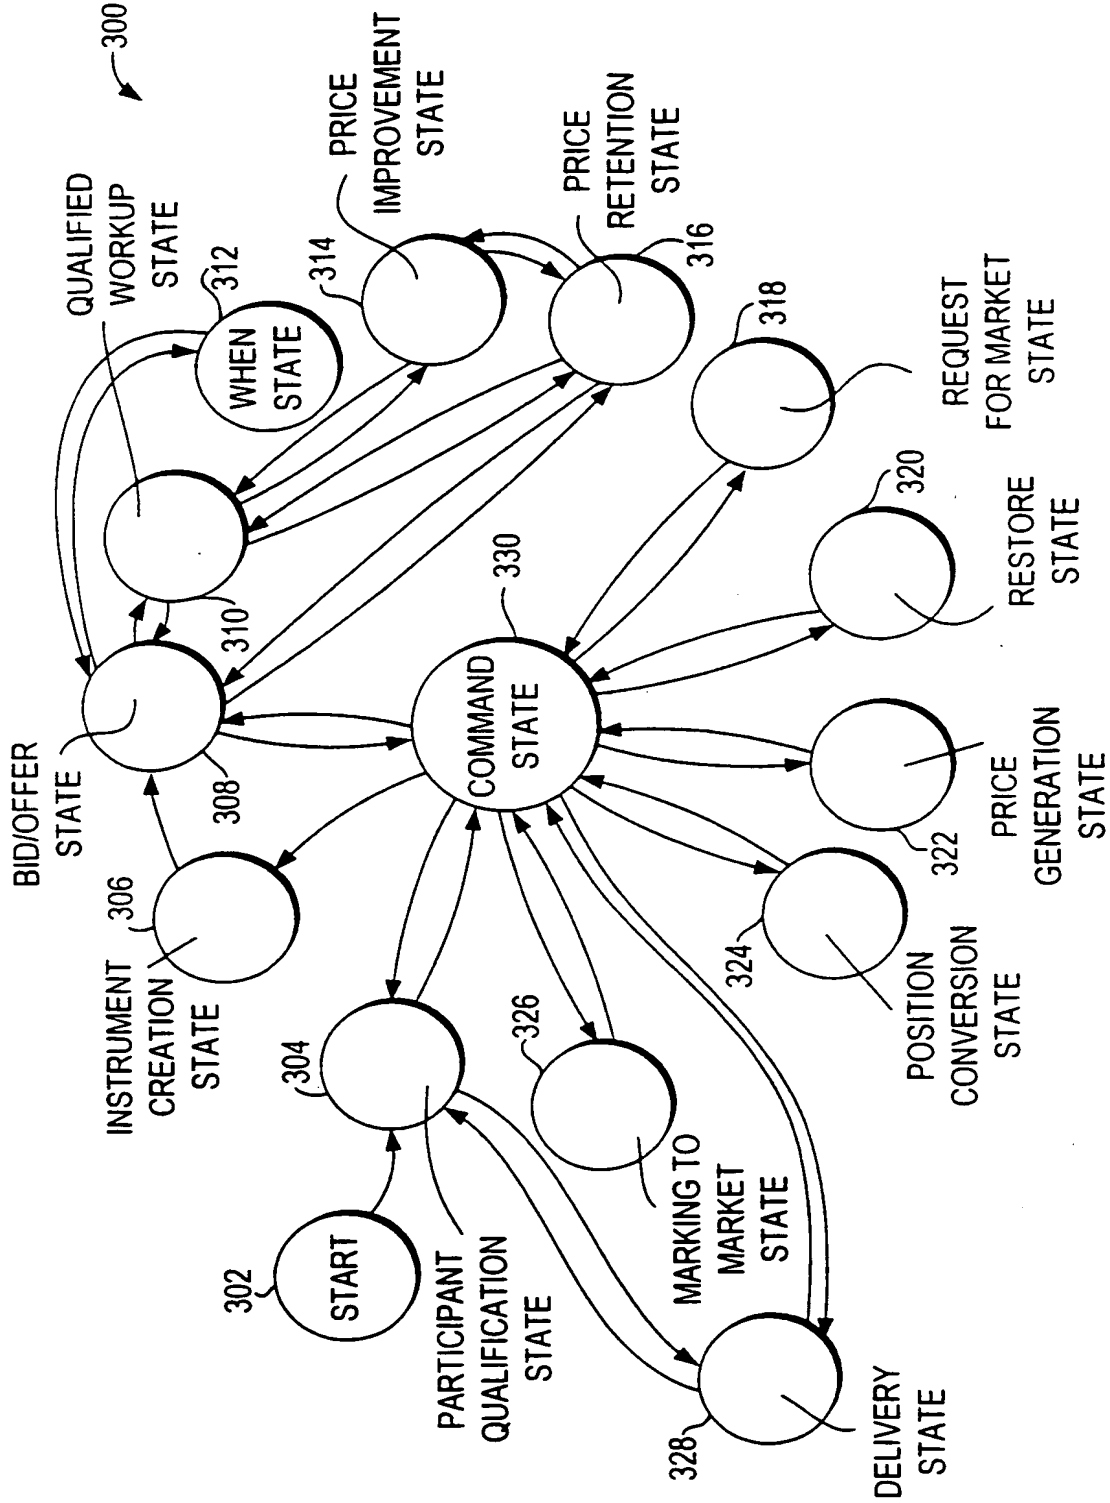 300
QUALIFIED
WORKUP
STATE
312
WHEN
STATE
314
PRICE
IMPROVEMENT
STATE
PRICE
RETENTION
STATE
316
318
REQUEST
FOR MARKET
STATE
320
RESTORE
STATE
310
330
COMMAND
STATE
BID/OFFER
STATE
308
322
PRICE
GENERATION
STATE
306
INSTRUMENT
CREATION
STATE
324
POSITION
CONVERSION
STATE
304
326
MARKING TO
MARKET
STATE
302
START
PARTICIPANT
QUALIFICATION
STATE
328
DELIVERY
STATE